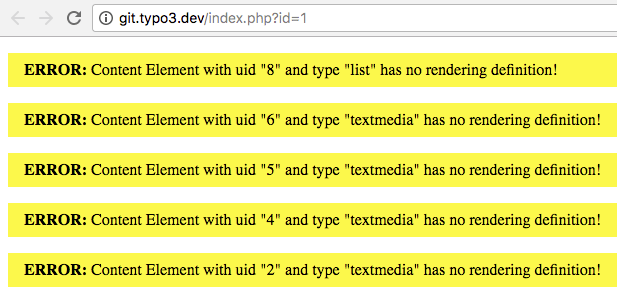 git.typo3.dev/index.php?id=1
ERROR: Content Element with uid "8" and type "list" has no rendering definition!
ERROR: Content Element with uid "6" and type "textmedia" has no rendering definition!
ERROR: Content Element with uid "5" and type "textmedia" has no rendering definition!
ERROR: Content Element with uid "4" and type "textmedia" has no rendering definition!
ERROR: Content Element with uid "2" and type "textmedia" has no rendering definition!